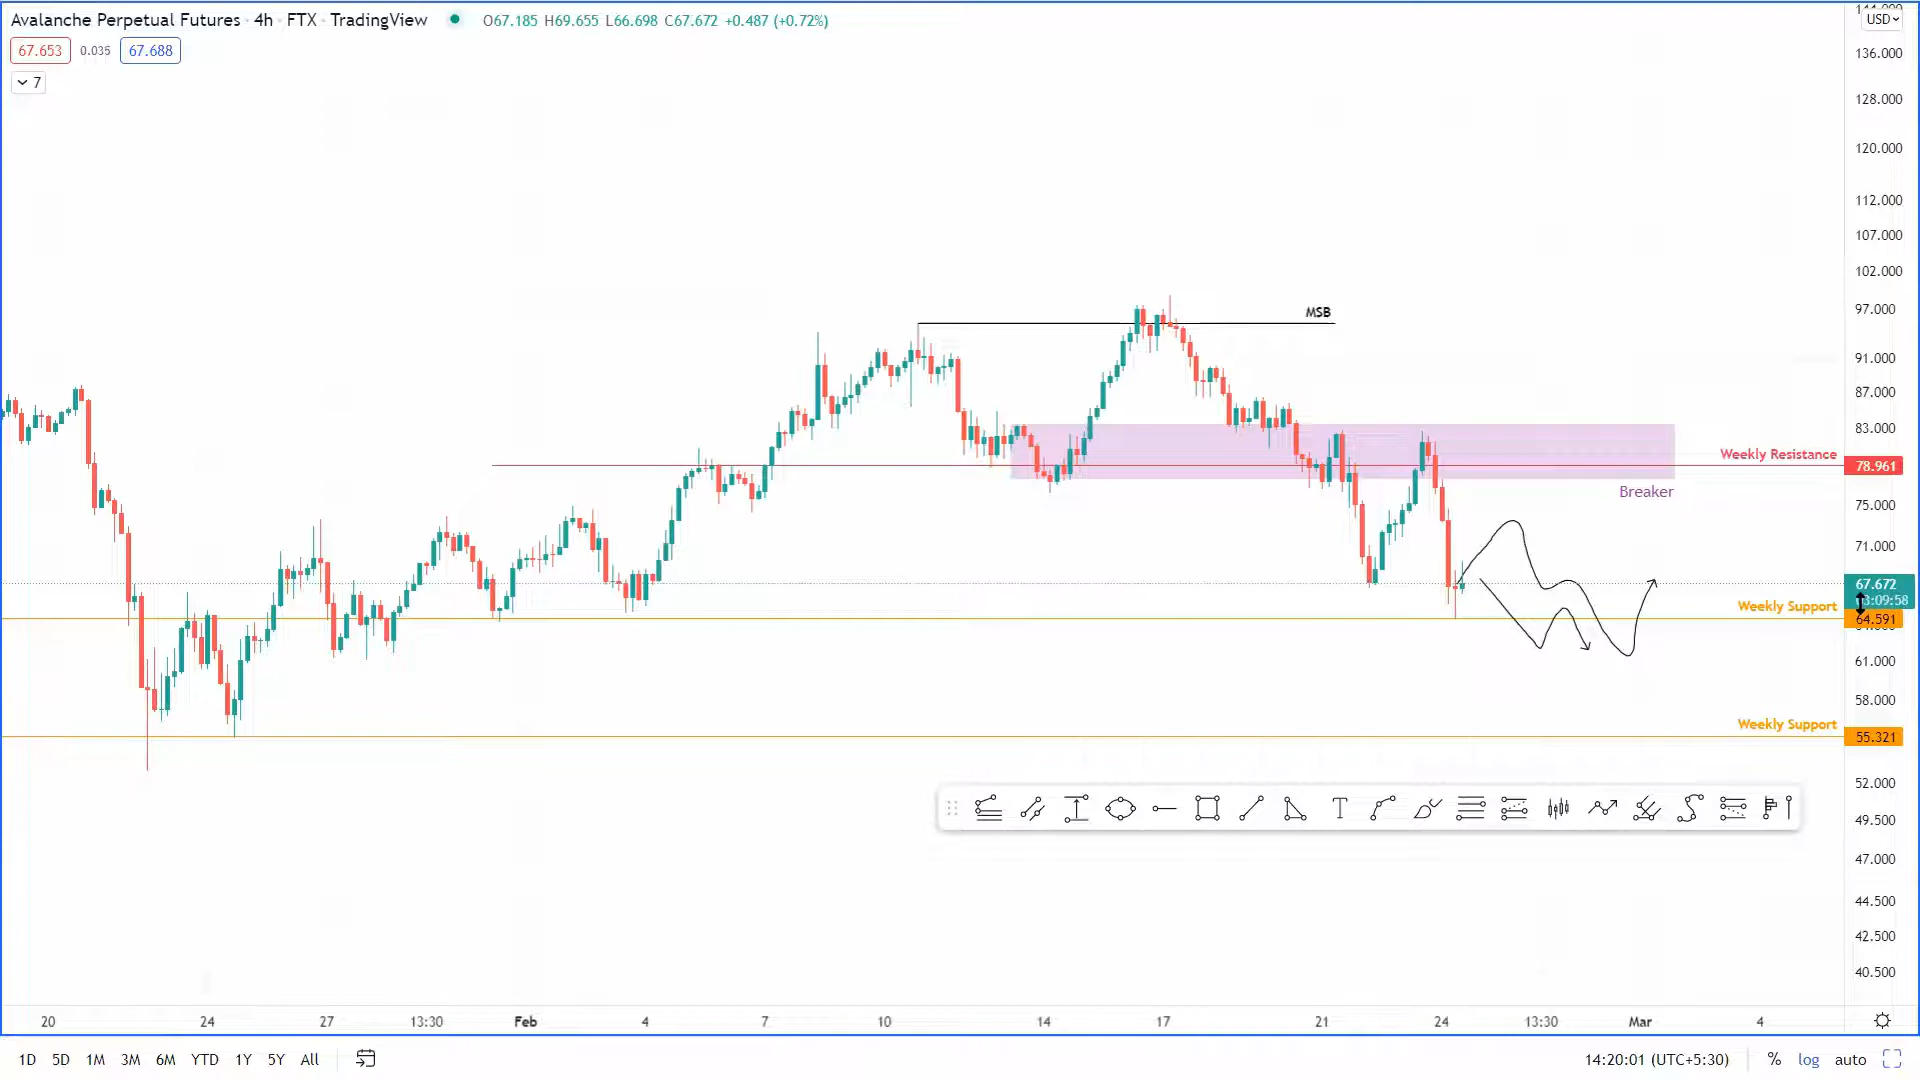 Avalanche Perpetual Futures · 4h · FTX · TradingView O67.185 H69.655 L66.698 C67.672 +0.487 (+0.72%)
USD
67.653 0.035 67.688
7
136.000
128.000
120.000
112.000
107.000
102.000
MSB
97.000
91.000
87.000
83.000
Weekly Resistance 78.961
Breaker
75.000
71.000
67.672
Weekly Support
64.591
61.000
58.000
Weekly Support
55.321
52.000
49.500
47.000
44.500
42.500
40.500
20 24 27 13:30 Feb 4 7 10 14 17 21 24 13:30 Mar 4
1D 5D 1M 3M 6M YTD 1Y 5Y All 14:20:01 (UTC+5:30) % log auto